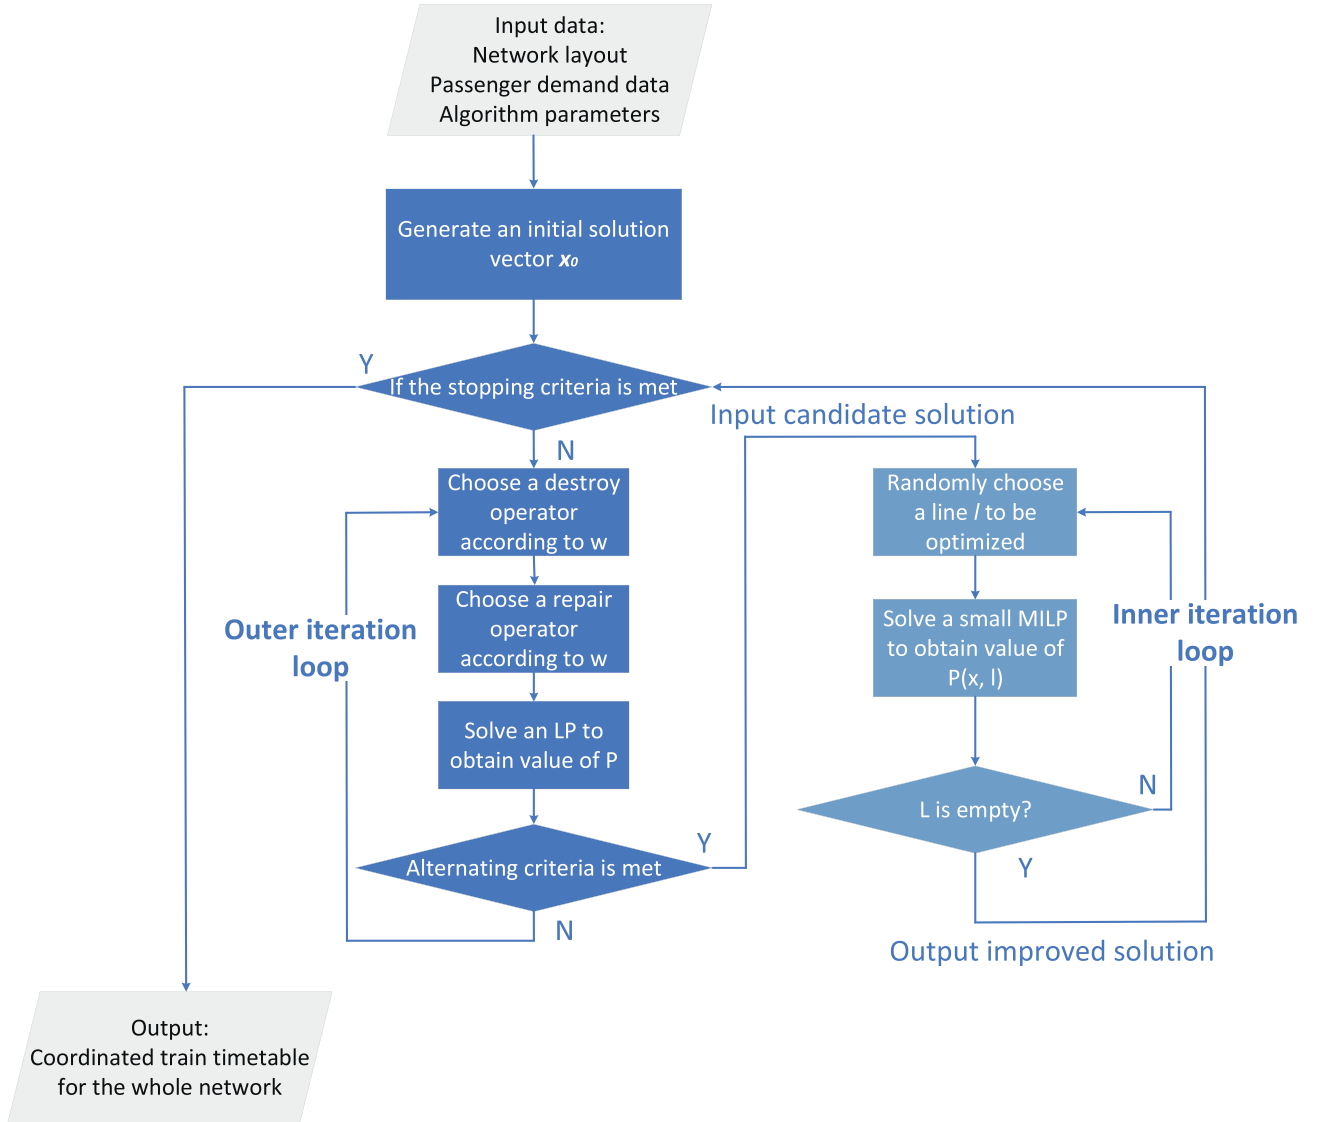 Input data:
Network layout
Passenger demand data
Algorithm parameters
Generate an initial solution
vector x₀
Y
If the stopping criteria is met
N
Input candidate solution
Choose a destroy
operator
according to w
Choose a repair
operator
according to w
Solve an LP to
obtain value of P
Alternating criteria is met
Y
N
Outer iteration
loop
Randomly choose
a line l to be
optimized
Solve a small MILP
to obtain value of
P(x, l)
L is empty?
N
Y
Inner iteration
loop
Output improved solution
Output:
Coordinated train timetable
for the whole network